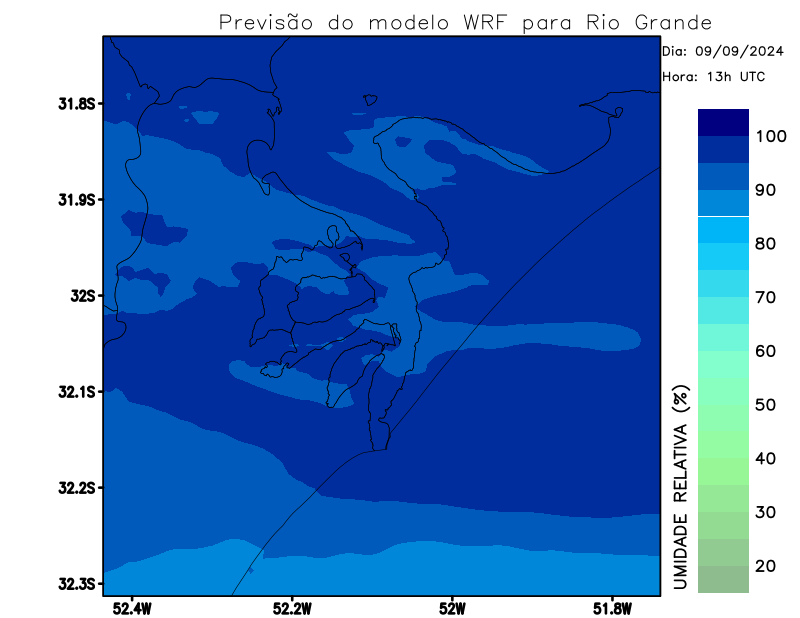 Previsão do modelo WRF para Rio Grande
Dia: 09/09/2024
Hora: 13h UTC
31.8S
31.9S
32S
32.1S
32.2S
32.3S
52.4W
52.2W
52W
51.8W
100
90
80
70
60
50
40
30
20
UMIDADE RELATIVA (%)